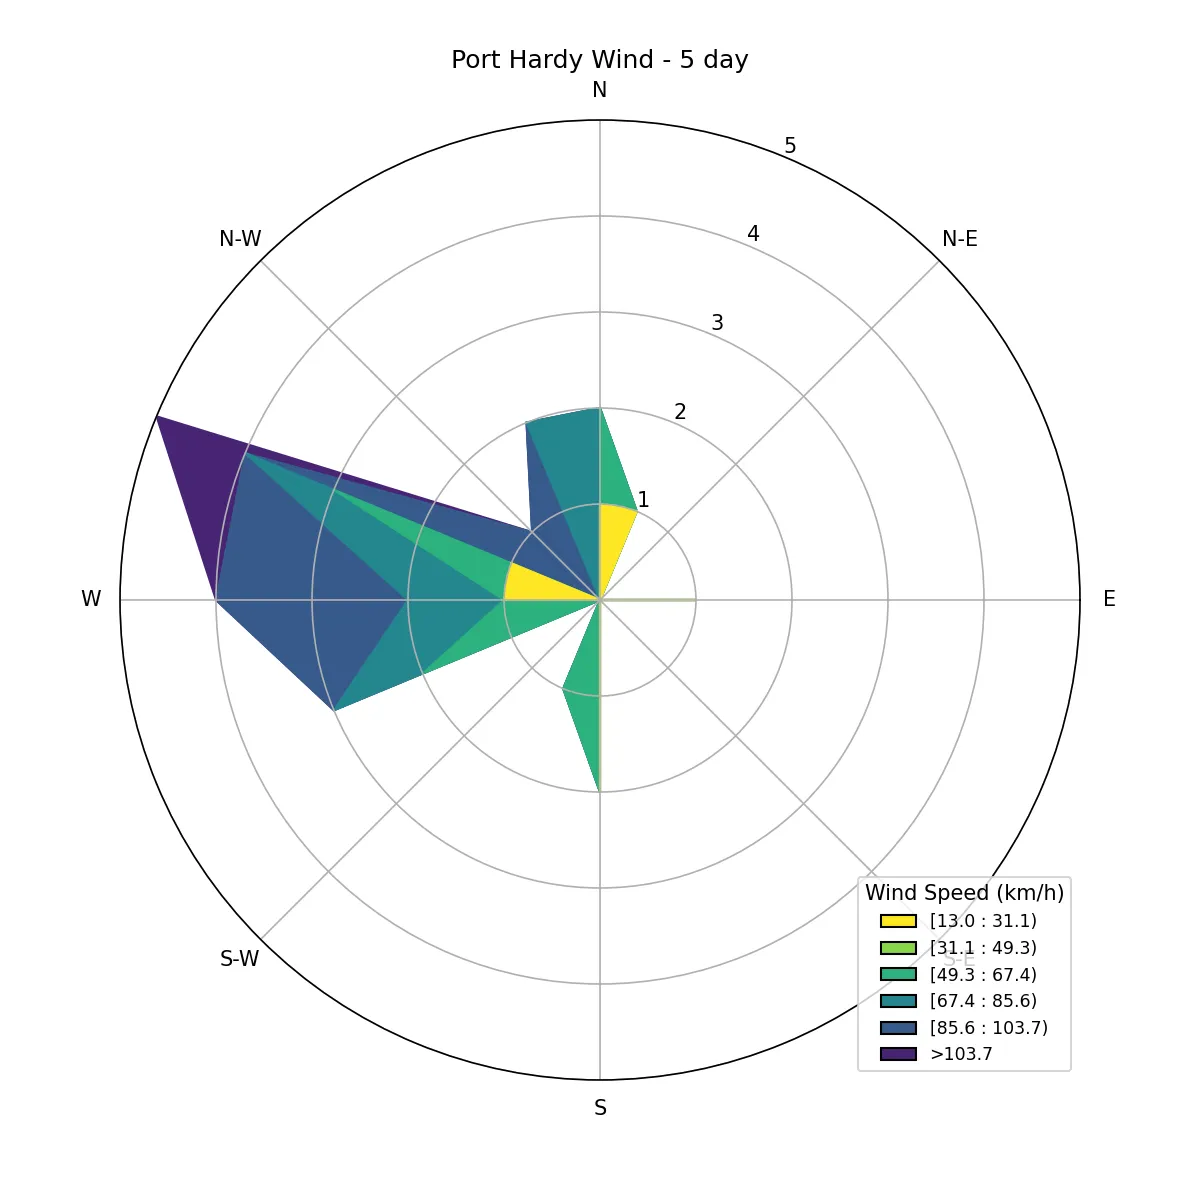 Port Hardy Wind - 5 day
N
5
N-W
4
N-E
3
2
1
W
E
Wind Speed (km/h)
[13.0 : 31.1)
[31.1 : 49.3)
S-W
S-E
[49.3 : 67.4)
[67.4 : 85.6)
[85.6 : 103.7)
>103.7
S